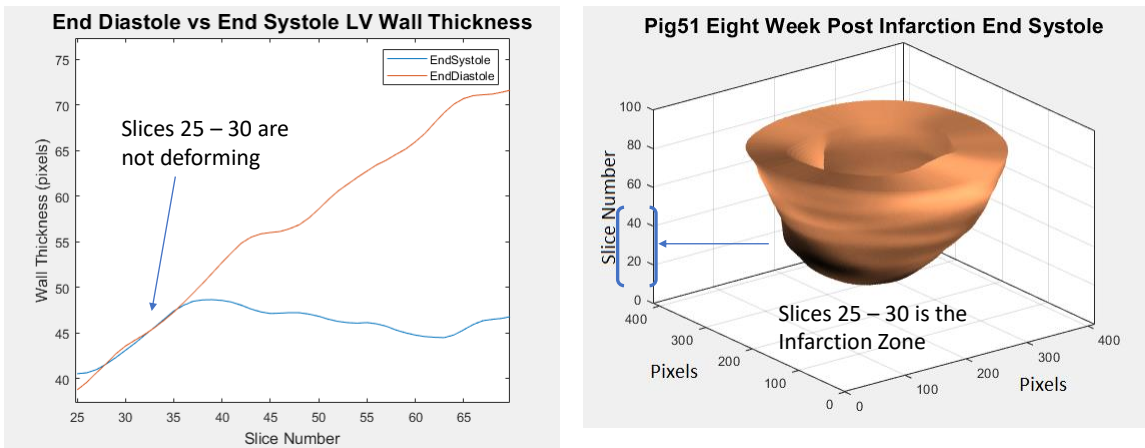 End Diastole vs End Systole LV Wall Thickness
75
70
65
60
55
50
45
40
Wall Thickness (pixels)
EndSystole
EndDiastole
Slices 25 – 30 are
not deforming
25
30
35
40
45
50
55
60
65
Slice Number
Pig51 Eight Week Post Infarction End Systole
100
80
60
40
20
0
Slice Number
400
300
200
100
0
Pixels
0
100
200
300
400
Pixels
Slices 25 – 30 is the
Infarction Zone